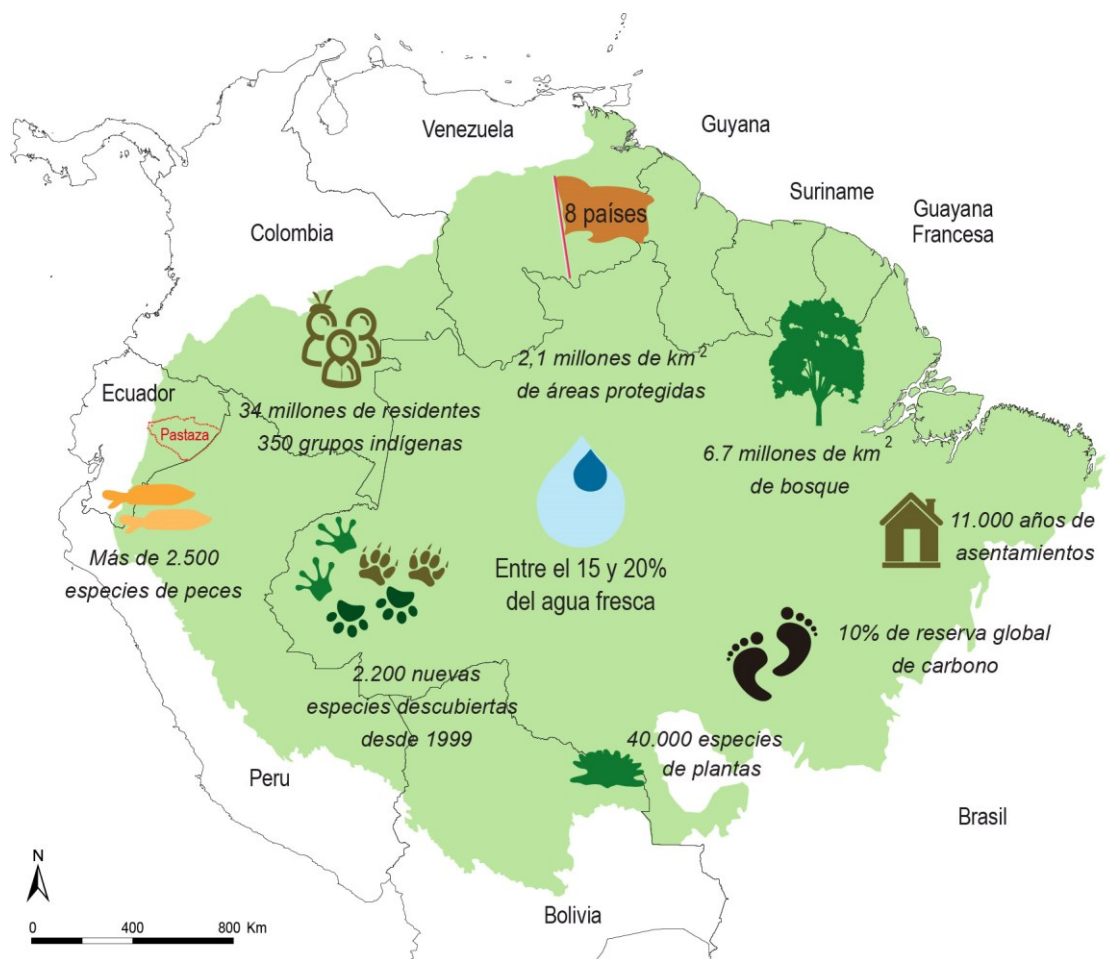 Venezuela
Guyana
Suriname
Guayana
Francesa
8 países
Colombia
2,1 millones de km²
de áreas protegidas
Ecuador
34 millones de residentes
350 grupos indígenas
Pastaza
6.7 millones de km²
de bosque
11.000 años de
asentamientos
Más de 2.500
especies de peces
Entre el 15 y 20%
del agua fresca
10% de reserva global
de carbono
2.200 nuevas
especies descubiertas
desde 1999
40.000 especies
de plantas
Peru
Brasil
Bolivia
N
0 400 800 Km